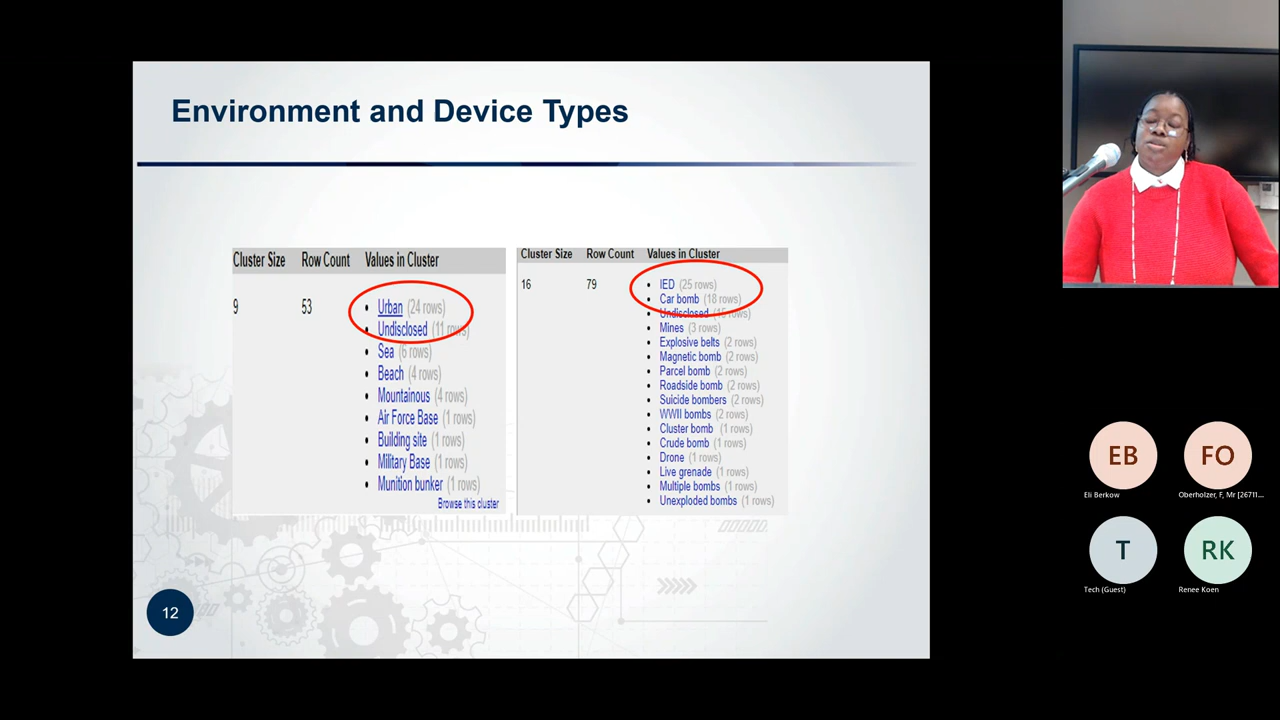 Environment and Device Types
Cluster Size Row Count Values in Cluster
9 53
Urban (24 rows)
Undisclosed (11 rows)
Sea (6 rows)
Beach (4 rows)
Mountainous (4 rows)
Air Force Base (1 rows)
Building site (1 rows)
Military Base (1 rows)
Munition bunker (1 rows)
Browse this cluster
Cluster Size Row Count Values in Cluster
16 79
IED (25 rows)
Car bomb (18 rows)
Undisclosed (15 rows)
Mines (3 rows)
Explosive belts (2 rows)
Magnetic bomb (2 rows)
Parcel bomb (2 rows)
Roadside bomb (2 rows)
Suicide bombers (2 rows)
WWII bombs (2 rows)
Cluster bomb (1 rows)
Crude bomb (1 rows)
Drone (1 rows)
Live grenade (1 rows)
Multiple bombs (1 rows)
Unexploded bombs (1 rows)
12
EB
Eli Berkow
FO
Oberholzer, F, Mr [26711...
T
Tech (Guest)
RK
Renee Koen